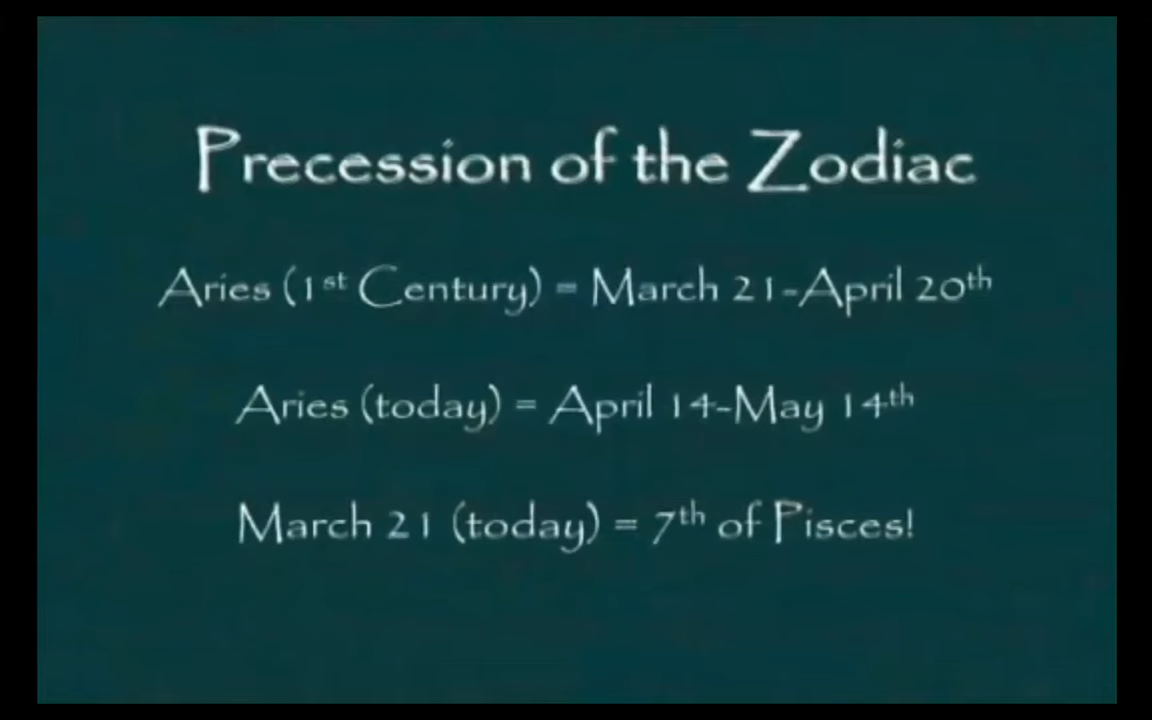 Precession of the Zodiac
Aries (1st Century) = March 21-April 20th
Aries (today) = April 14-May 14th
March 21 (today) = 7th of Pisces!